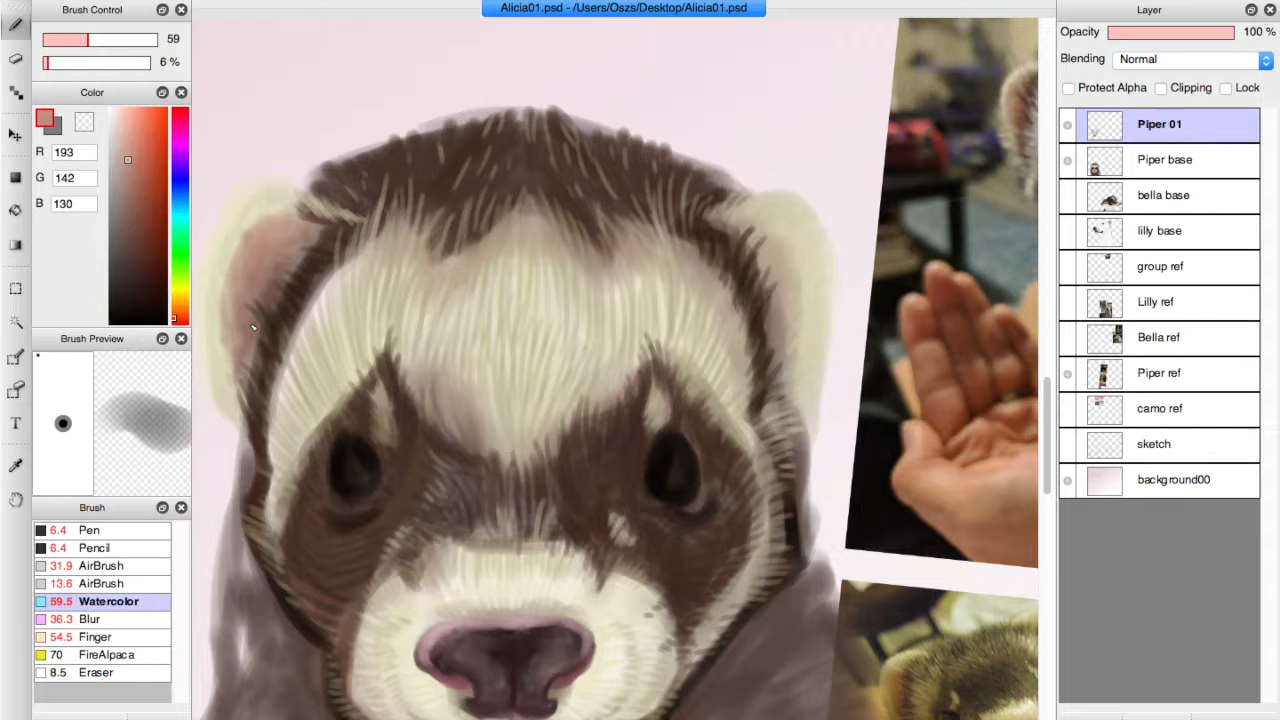 Brush Control
Alicia01.psd - /Users/Oszs/Desktop/Alicia01.psd
Layer
59
6 %
Color
R 193
G 142
B 130
Brush Preview
Brush
6.4 Pen
6.4 Pencil
31.9 AirBrush
13.6 AirBrush
59.5 Watercolor
36.3 Blur
54.5 Finger
70 FireAlpaca
8.5 Eraser
T
Opacity 100 %
Blending Normal
Protect Alpha Clipping Lock
Piper 01
Piper base
bella base
lilly base
group ref
Lilly ref
Bella ref
Piper ref
camo ref
sketch
background00